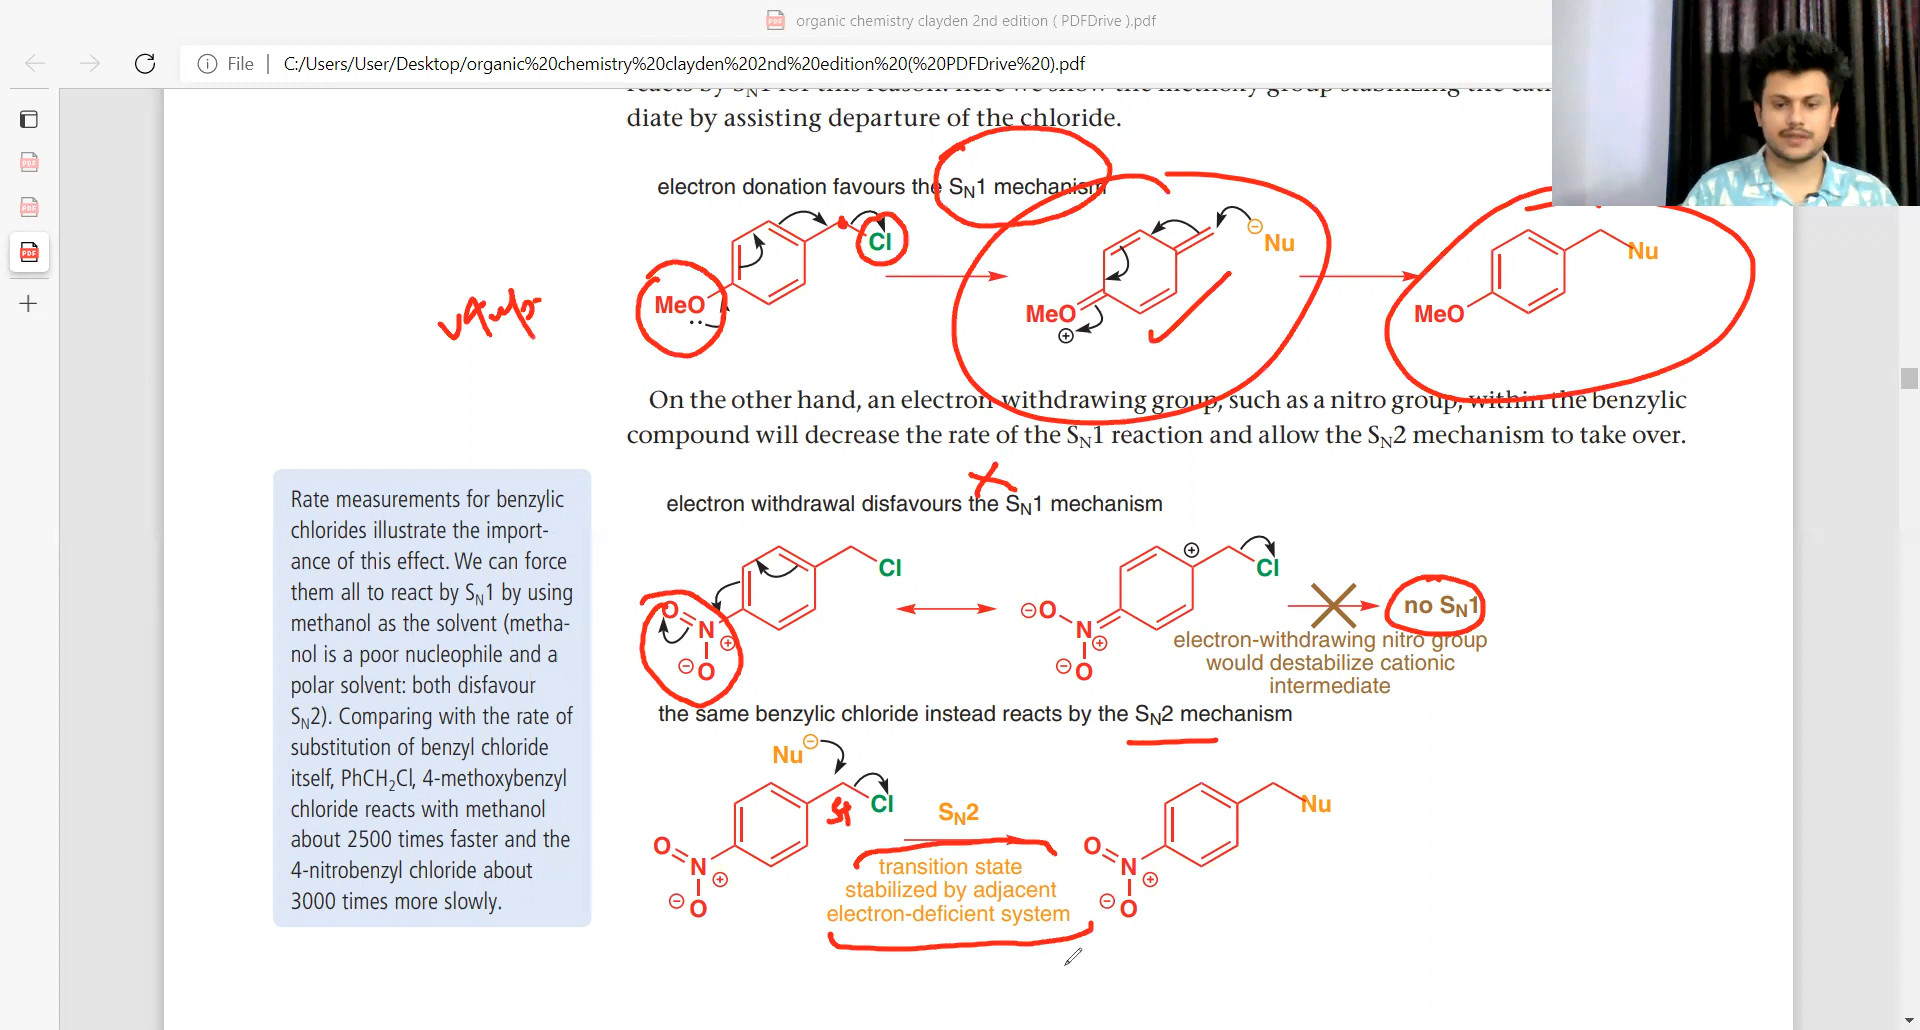 organic chemistry clayden 2nd edition ( PDFDrive ).pdf
File
C:/Users/User/Desktop/organic%20chemistry%20clayden%202nd%20edition%20(%20PDFDrive%20).pdf
diate by assisting departure of the chloride.
electron donation favours the SN1 mechanism
Cl
MeO
Nu
MeO
⊕
Nu
MeO
On the other hand, an electron-withdrawing group, such as a nitro group, within the benzylic
compound will decrease the rate of the SN1 reaction and allow the SN2 mechanism to take over.
electron withdrawal disfavours the SN1 mechanism
Cl
O
N
⊕
⊖ O
⊕
Cl
⊖O
N
⊕
⊖ O
no SN1
electron-withdrawing nitro group
would destabilize cationic
intermediate
the same benzylic chloride instead reacts by the SN2 mechanism
Nu ⊖
Cl
O
N
⊕
⊖ O
SN2
transition state
stabilized by adjacent
electron-deficient system
Nu
O
N
⊕
⊖ O
Rate measurements for benzylic
chlorides illustrate the import-
ance of this effect. We can force
them all to react by SN1 by using
methanol as the solvent (metha-
nol is a poor nucleophile and a
polar solvent: both disfavour
SN2). Comparing with the rate of
substitution of benzyl chloride
itself, PhCH2Cl, 4-methoxybenzyl
chloride reacts with methanol
about 2500 times faster and the
4-nitrobenzyl chloride about
3000 times more slowly.